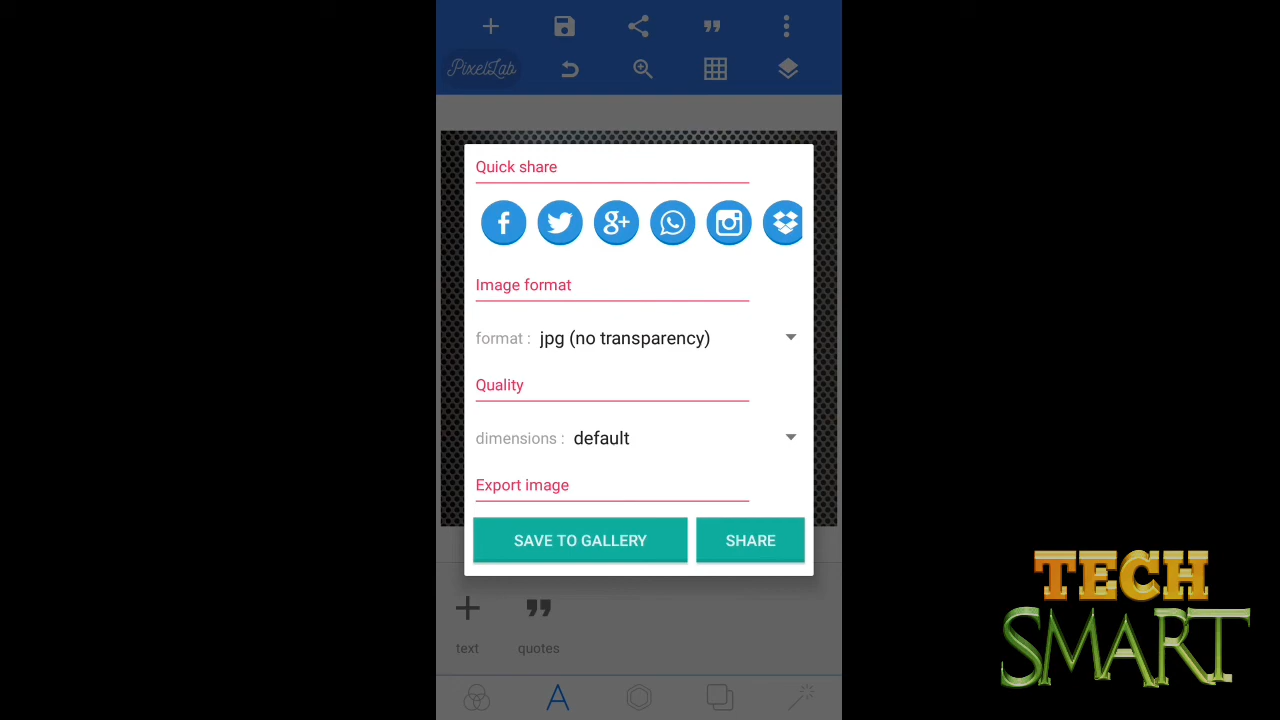 PixelLab
Quick share
Image format
format : jpg (no transparency)
Quality
dimensions : default
Export image
SAVE TO GALLERY SHARE
text quotes
TECH
SMART